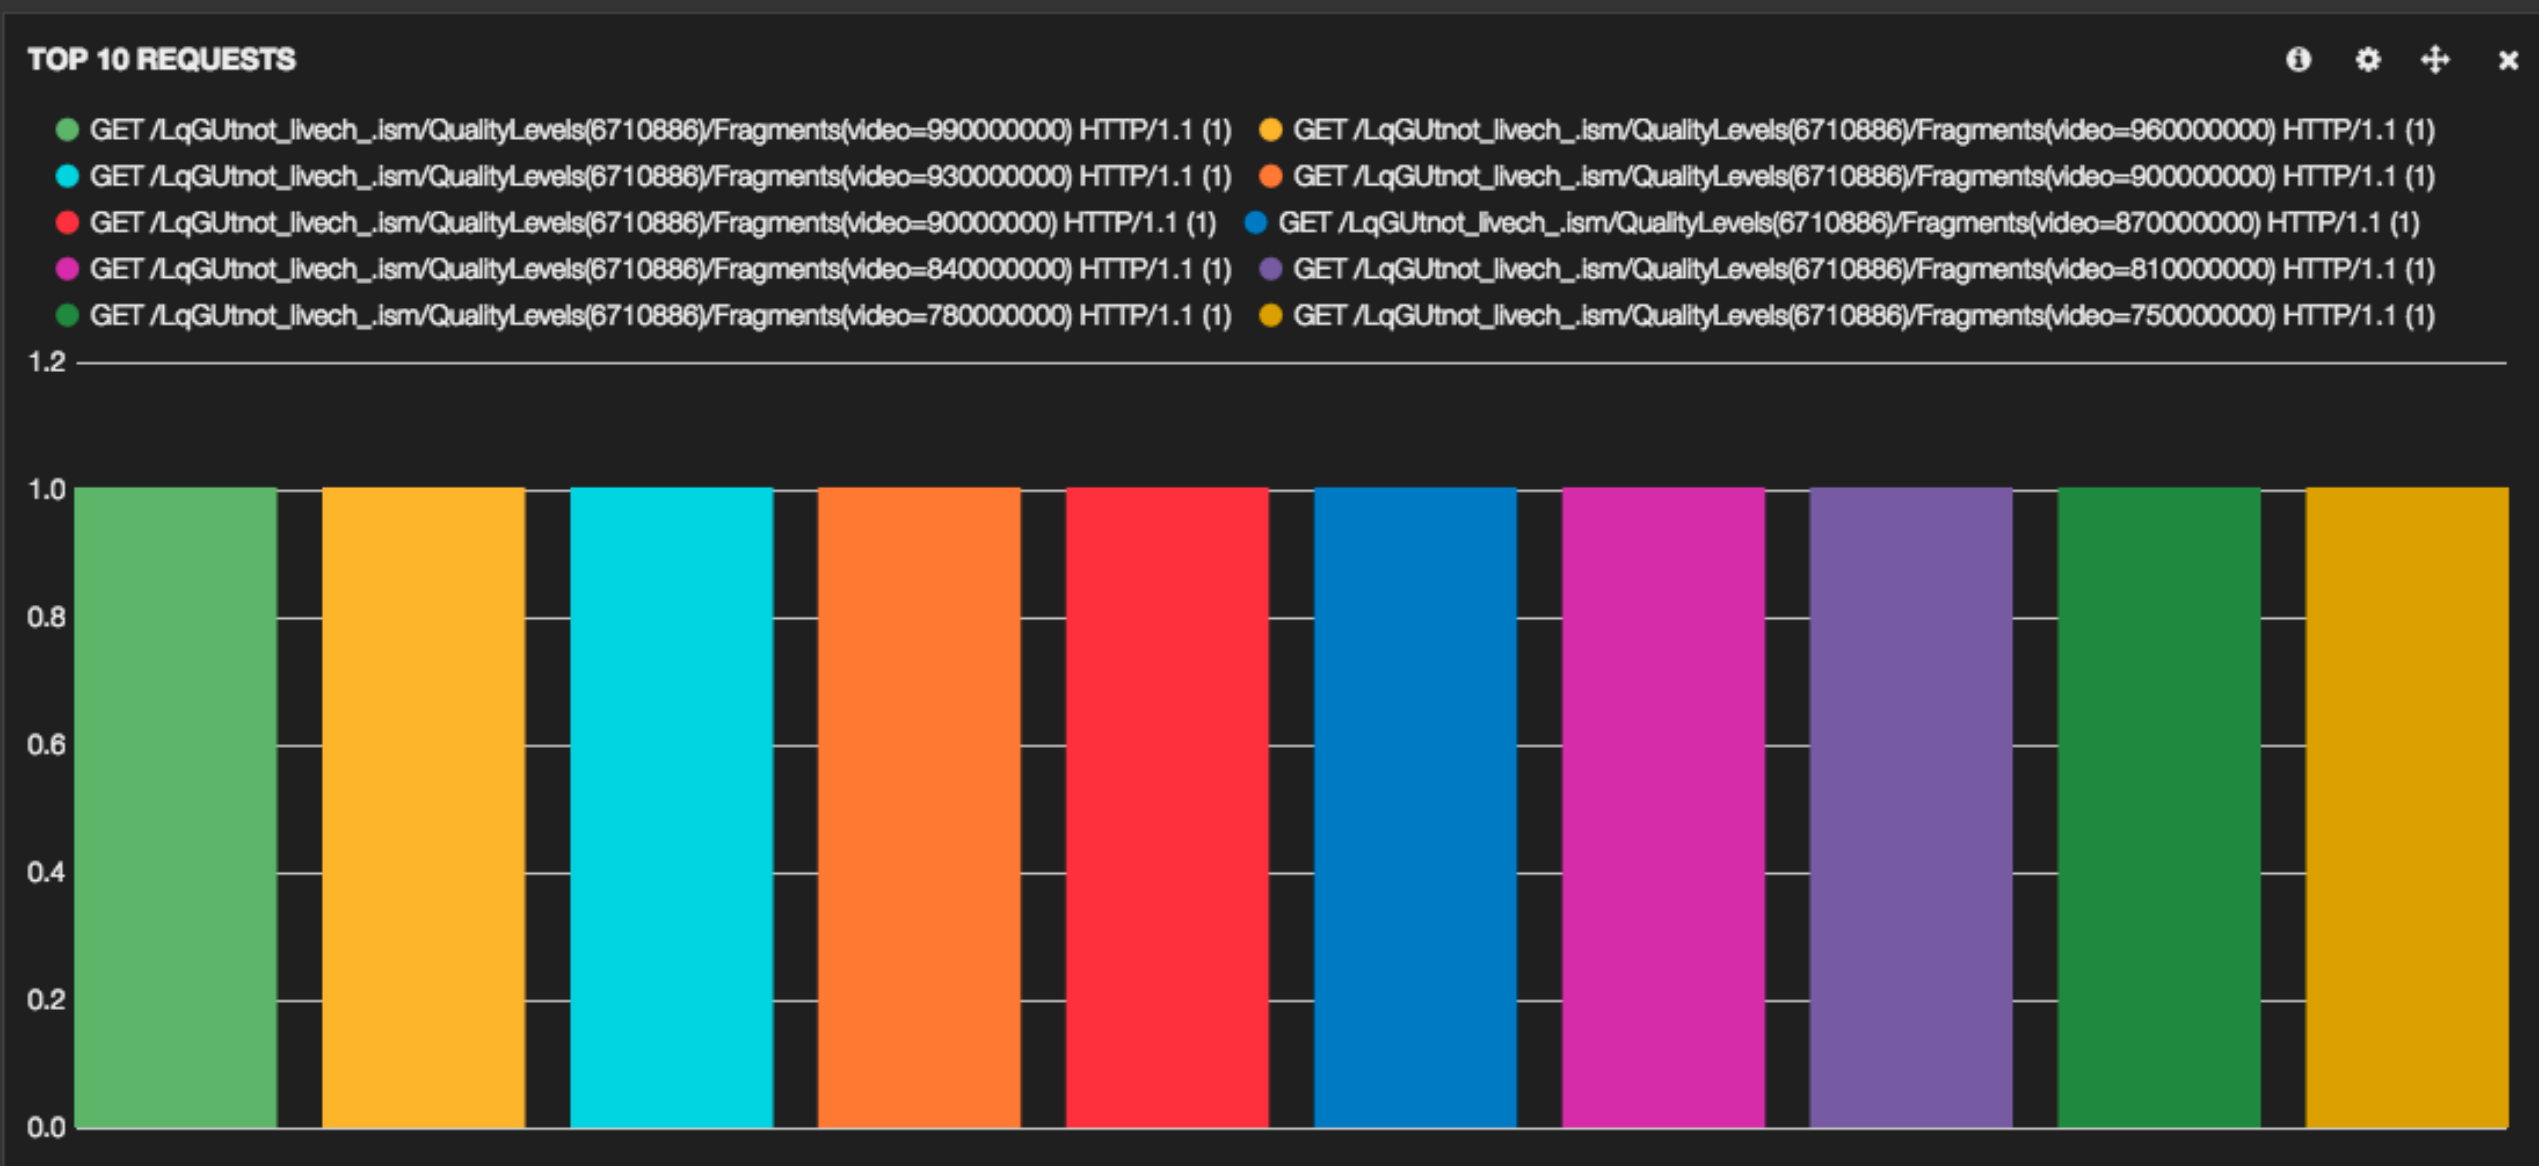 TOP 10 REQUESTS
GET /LqGUtnot_livech_.ism/QualityLevels(6710886)/Fragments(video=990000000) HTTP/1.1 (1) GET /LqGUtnot_livech_.ism/QualityLevels(6710886)/Fragments(video=960000000) HTTP/1.1 (1)
GET /LqGUtnot_livech_.ism/QualityLevels(6710886)/Fragments(video=930000000) HTTP/1.1 (1) GET /LqGUtnot_livech_.ism/QualityLevels(6710886)/Fragments(video=900000000) HTTP/1.1 (1)
GET /LqGUtnot_livech_.ism/QualityLevels(6710886)/Fragments(video=90000000) HTTP/1.1 (1) GET /LqGUtnot_livech_.ism/QualityLevels(6710886)/Fragments(video=870000000) HTTP/1.1 (1)
GET /LqGUtnot_livech_.ism/QualityLevels(6710886)/Fragments(video=840000000) HTTP/1.1 (1) GET /LqGUtnot_livech_.ism/QualityLevels(6710886)/Fragments(video=810000000) HTTP/1.1 (1)
GET /LqGUtnot_livech_.ism/QualityLevels(6710886)/Fragments(video=780000000) HTTP/1.1 (1) GET /LqGUtnot_livech_.ism/QualityLevels(6710886)/Fragments(video=750000000) HTTP/1.1 (1)
1.2
1.0
0.8
0.6
0.4
0.2
0.0